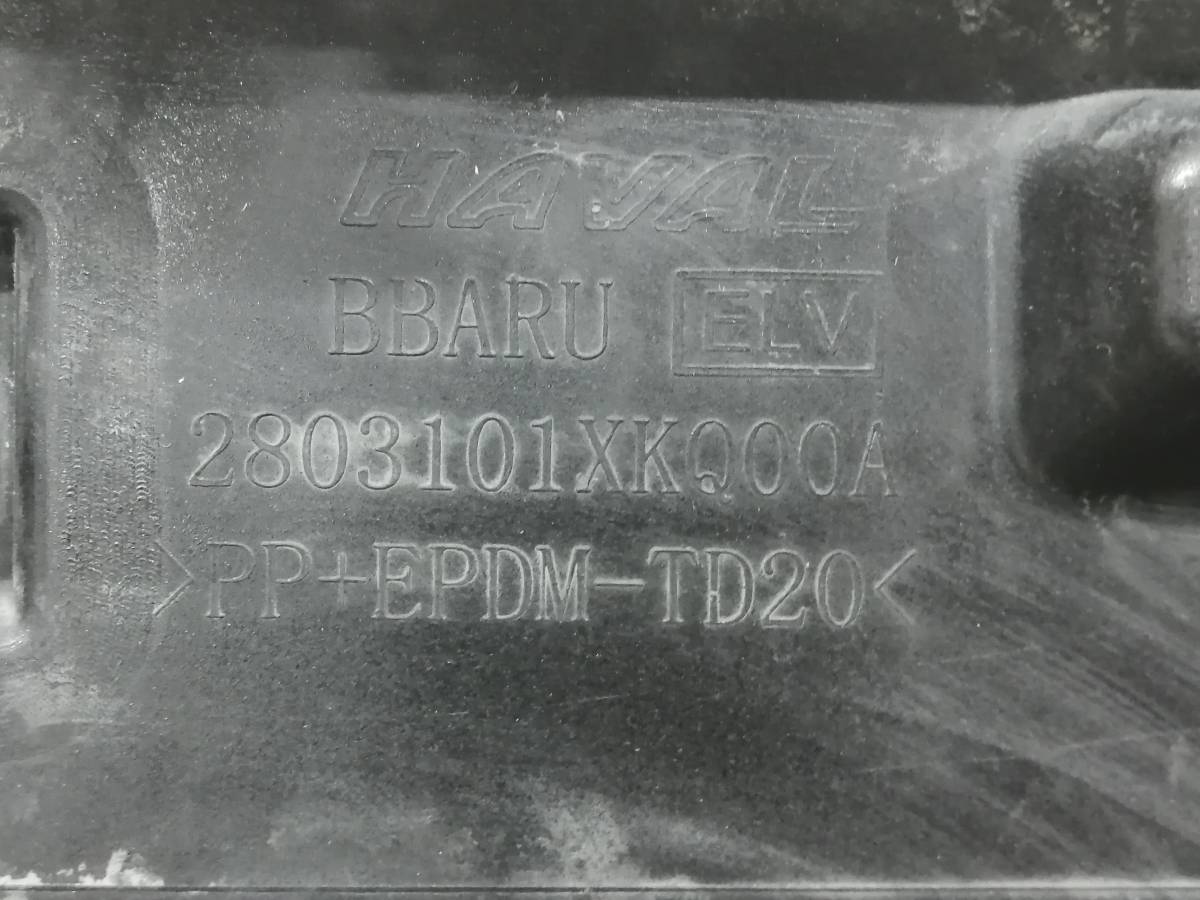 HAVAL
BBARU ELV
2803101XKQ00A
>PP+EPDM-TD20<